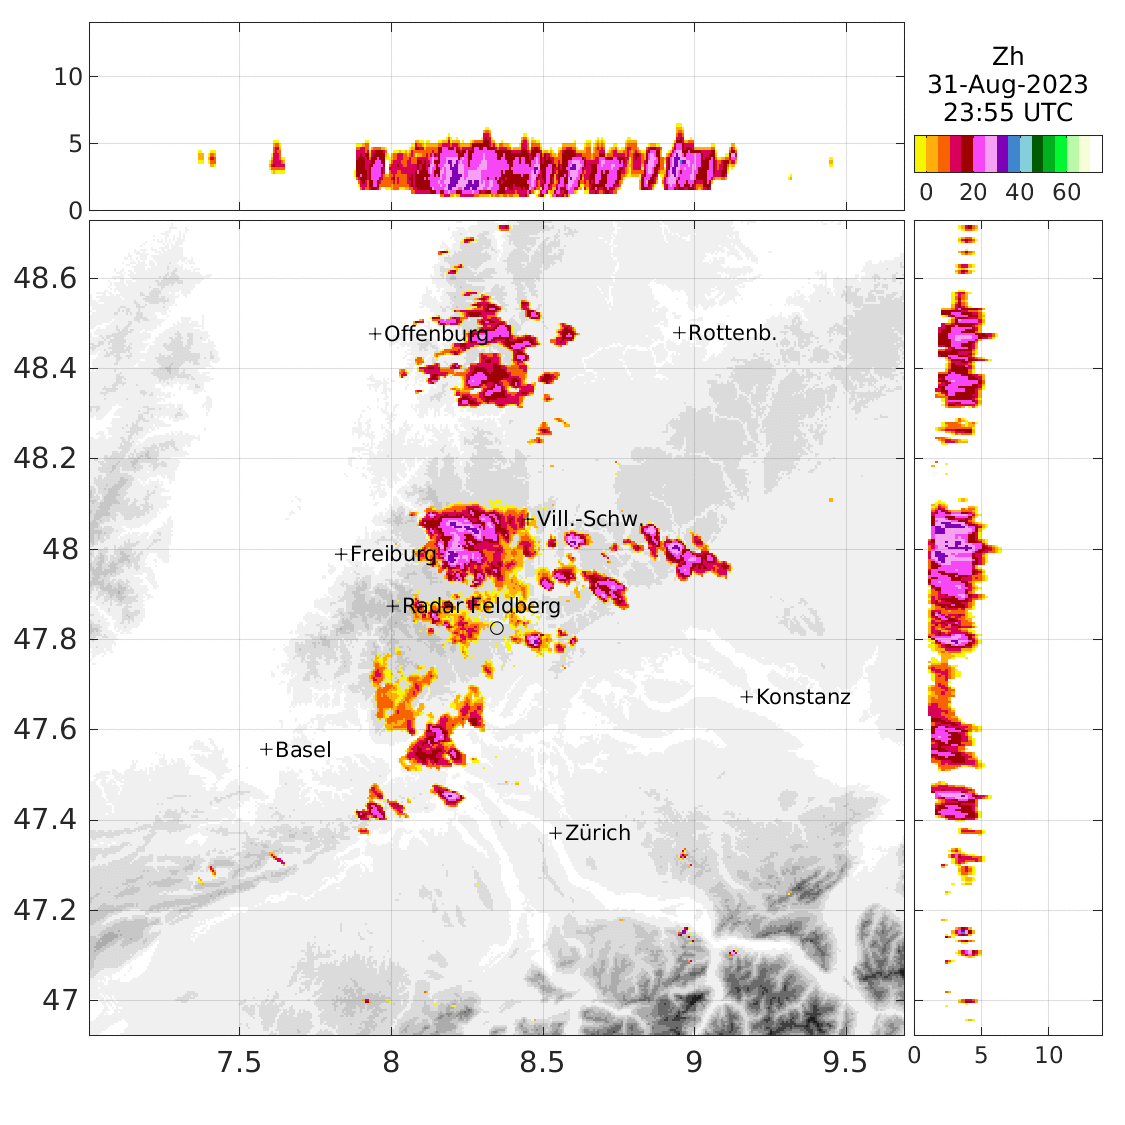 10
5
0
Zh
31-Aug-2023
23:55 UTC
0 20 40 60
48.6
48.4
48.2
48
47.8
47.6
47.4
47.2
47
+Offenburg
+Rottenb.
+Vill.-Schw.
+Freiburg
+Radar Feldberg
+Konstanz
+Basel
+Zürich
7.5 8 8.5 9 9.5
0 5 10